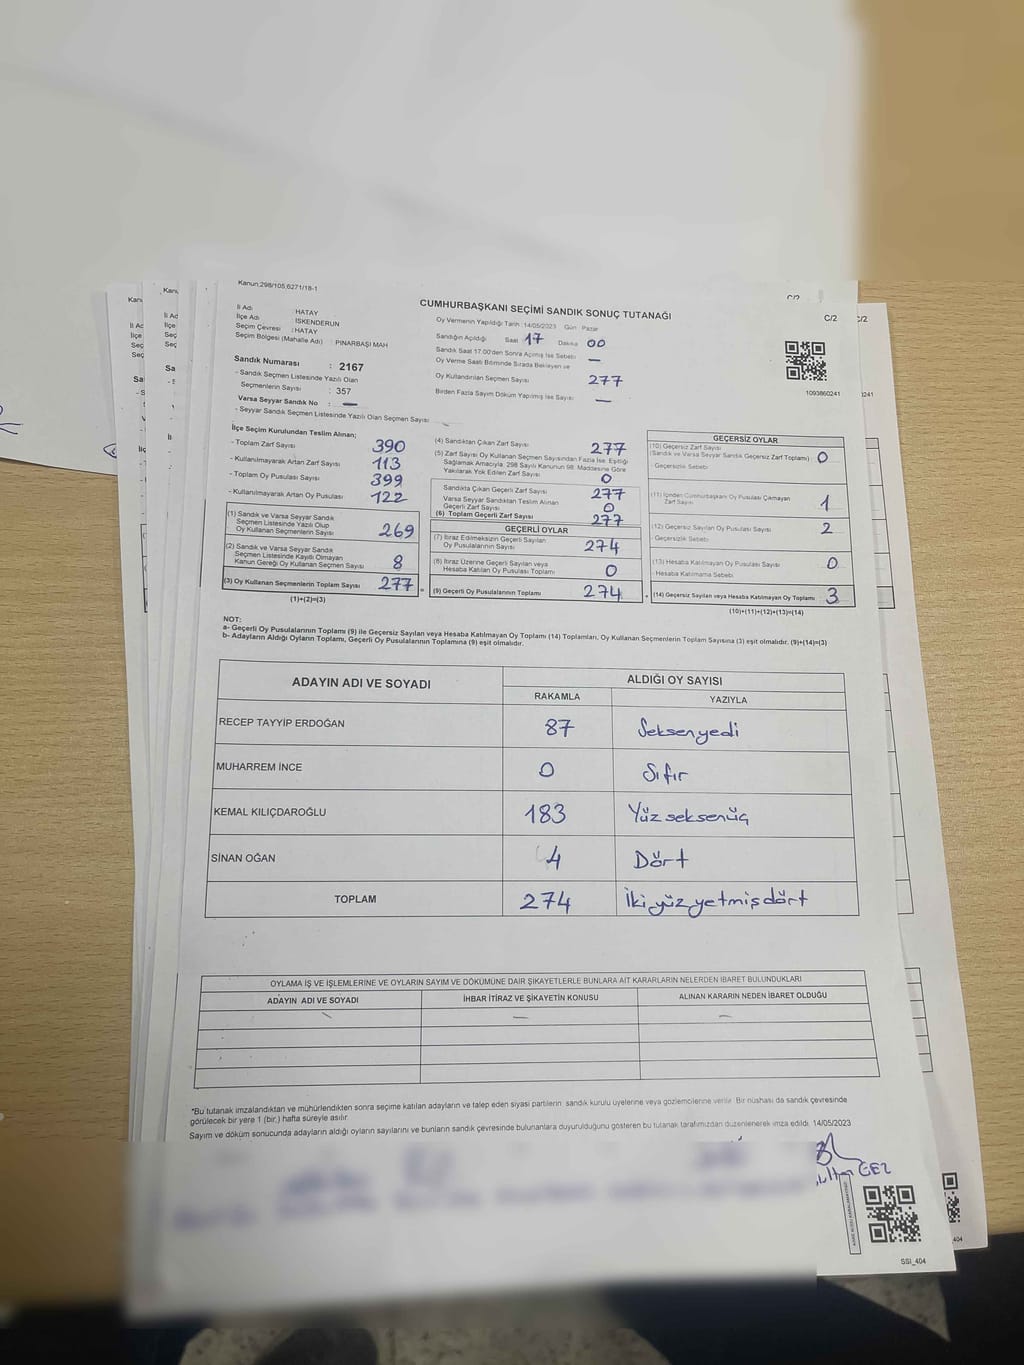 Kanun:298/105,6271/18-1
CUMHURBAŞKANI SEÇİMİ SANDIK SONUÇ TUTANAĞI
C/2
İl Adı : HATAY
İlçe Adı : İSKENDERUN
Seçim Çevresi : HATAY
Seçim Bölgesi (Mahalle Adı) : PINARBAŞI MAH
Sandık Numarası : 2167
- Sandık Seçmen Listesinde Yazılı Olan
Seçmenlerin Sayısı : 357
Varsa Seyyar Sandık No : —
- Seyyar Sandık Seçmen Listesinde Yazılı Olan Seçmen Sayısı
Oy Vermenin Yapıldığı Tarih :14/05/2023 Gün : Pazar
Sandığın Açıldığı Saat 17 Dakika 00
Sandık Saat 17.00'den Sonra Açılmış İse Sebebi
Oy Verme Saati Bitiminde Sırada Bekleyen ve —
Oy Kullandırılan Seçmen Sayısı 277
Birden Fazla Sayım Döküm Yapılmış İse Sayısı —
1093860241
İlçe Seçim Kurulundan Teslim Alınan;
- Toplam Zarf Sayısı 390
- Kullanılmayarak Artan Zarf Sayısı 113
- Toplam Oy Pusulası Sayısı 399
- Kullanılmayarak Artan Oy Pusulası 122
(1) Sandık ve Varsa Seyyar Sandık
Seçmen Listesinde Yazılı Olup
Oy Kullanan Seçmenlerin Sayısı 269
(2) Sandık ve Varsa Seyyar Sandık
Seçmen Listesinde Kayıtlı Olmayan
Kanun Gereği Oy Kullanan Seçmen Sayısı 8
(3) Oy Kullanan Seçmenlerin Toplam Sayısı 277
(1)+(2)=(3)
(4) Sandıktan Çıkan Zarf Sayısı 277
(5) Zarf Sayısı Oy Kullanan Seçmen Sayısından Fazla İse, Eşitliği
Sağlamak Amacıyla, 298 Sayılı Kanunun 98. Maddesine Göre
Yakılarak Yok Edilen Zarf Sayısı 0
Sandıkta Çıkan Geçerli Zarf Sayısı 277
Varsa Seyyar Sandıktan Teslim Alınan
Geçerli Zarf Sayısı 0
(6) Toplam Geçerli Zarf Sayısı 277
GEÇERLİ OYLAR
(7) İtiraz Edilmeksizin Geçerli Sayılan
Oy Pusulalarının Sayısı 274
(8) İtiraz Üzerine Geçerli Sayılan veya
Hesaba Katılan Oy Pusulası Toplamı 0
(9) Geçerli Oy Pusulalarının Toplamı 274
GEÇERSİZ OYLAR
(10) Geçersiz Zarf Sayısı
(Sandık ve Varsa Seyyar Sandık Geçersiz Zarf Toplamı) 0
- Geçersizlik Sebebi
(11) İçinden Cumhurbaşkanı Oy Pusulası Çıkmayan
Zarf Sayısı 1
(12) Geçersiz Sayılan Oy Pusulası Sayısı 2
- Geçersizlik Sebebi
(13) Hesaba Katılmayan Oy Pusulası Sayısı 0
- Hesaba Katılmama Sebebi
(14) Geçersiz Sayılan veya Hesaba Katılmayan Oy Toplamı 3
(10)+(11)+(12)+(13)=(14)
NOT:
a- Geçerli Oy Pusulalarının Toplamı (9) ile Geçersiz Sayılan veya Hesaba Katılmayan Oy Toplamı (14) Toplamları, Oy Kullanan Seçmenlerin Toplam Sayısına (3) eşit olmalıdır. (9)+(14)=(3)
b- Adayların Aldığı Oyların Toplamı, Geçerli Oy Pusulalarının Toplamına (9) eşit olmalıdır.
ADAYIN ADI VE SOYADI
ALDIĞI OY SAYISI
RAKAMLA YAZIYLA
RECEP TAYYİP ERDOĞAN 87 Seksenyedi
MUHARREM İNCE 0 Sıfır
KEMAL KILIÇDAROĞLU 183 Yüz seksenüç
SİNAN OĞAN 4 Dört
TOPLAM 274 İki yüz yetmiş dört
OYLAMA İŞ VE İŞLEMLERİNE VE OYLARIN SAYIM VE DÖKÜMÜNE DAİR ŞİKAYETLERLE BUNLARA AİT KARARLARIN NELERDEN İBARET BULUNDUKLARI
ADAYIN ADI VE SOYADI İHBAR İTİRAZ VE ŞİKAYETİN KONUSU ALINAN KARARIN NEDEN İBARET OLDUĞU
*Bu tutanak imzalandıktan ve mühürlendikten sonra seçime katılan adayların ve talep eden siyasi partilerin, sandık kurulu üyelerine veya gözlemcilerine verilir. Bir nüshası da sandık çevresinde
görülecek bir yere 1 (bir,) hafta süreyle asılır.
Sayım ve döküm sonucunda adayların aldığı oyların sayılarını ve bunların sandık çevresinde bulunanlara duyurulduğunu gösteren bu tutanak tarafımızdan düzenlenerek imza edildi. 14/05/2023
SSİ_404